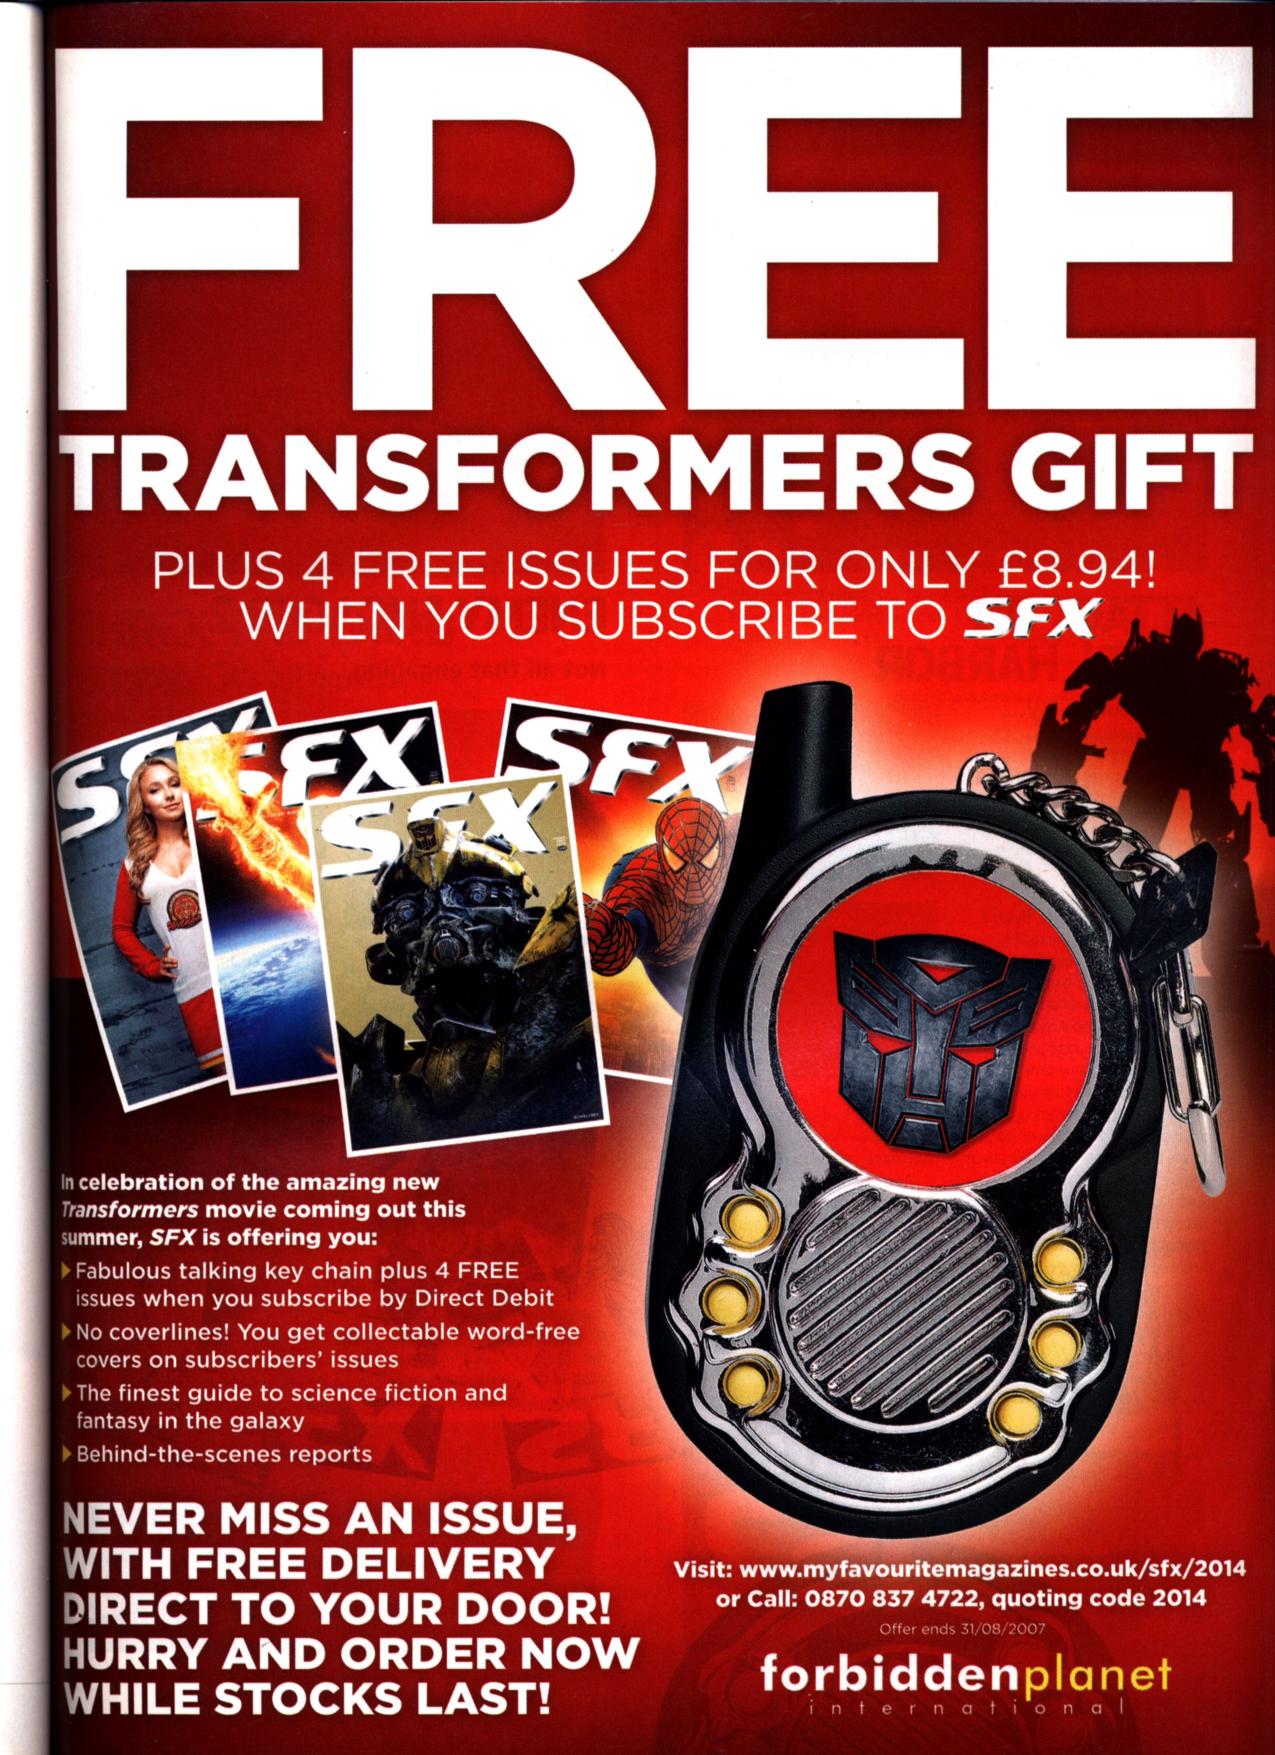 FREE
TRANSFORMERS GIFT
PLUS 4 FREE ISSUES FOR ONLY £8.94!
WHEN YOU SUBSCRIBE TO SFX
SFX
SFX
SFX
SFX
In celebration of the amazing new
Transformers movie coming out this
summer, SFX is offering you:
Fabulous talking key chain plus 4 FREE
issues when you subscribe by Direct Debit
No coverlines! You get collectable word-free
covers on subscribers' issues
The finest guide to science fiction and
fantasy in the galaxy
Behind-the-scenes reports
NEVER MISS AN ISSUE,
WITH FREE DELIVERY
DIRECT TO YOUR DOOR!
HURRY AND ORDER NOW
WHILE STOCKS LAST!
Visit: www.myfavouritemagazines.co.uk/sfx/2014
or Call: 0870 837 4722, quoting code 2014
Offer ends 31/08/2007
forbiddenplanet
international